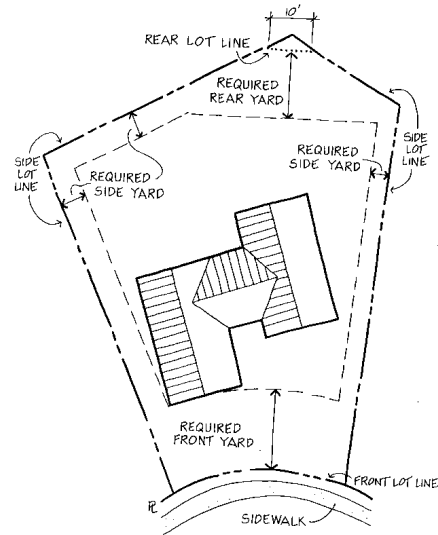 10'
REAR LOT LINE
REQUIRED
REAR YARD
SIDE
LOT
LINE
REQUIRED
SIDE YARD
REQUIRED
SIDE YARD
SIDE
LOT
LINE
REQUIRED
FRONT YARD
FRONT LOT LINE
PL
SIDEWALK